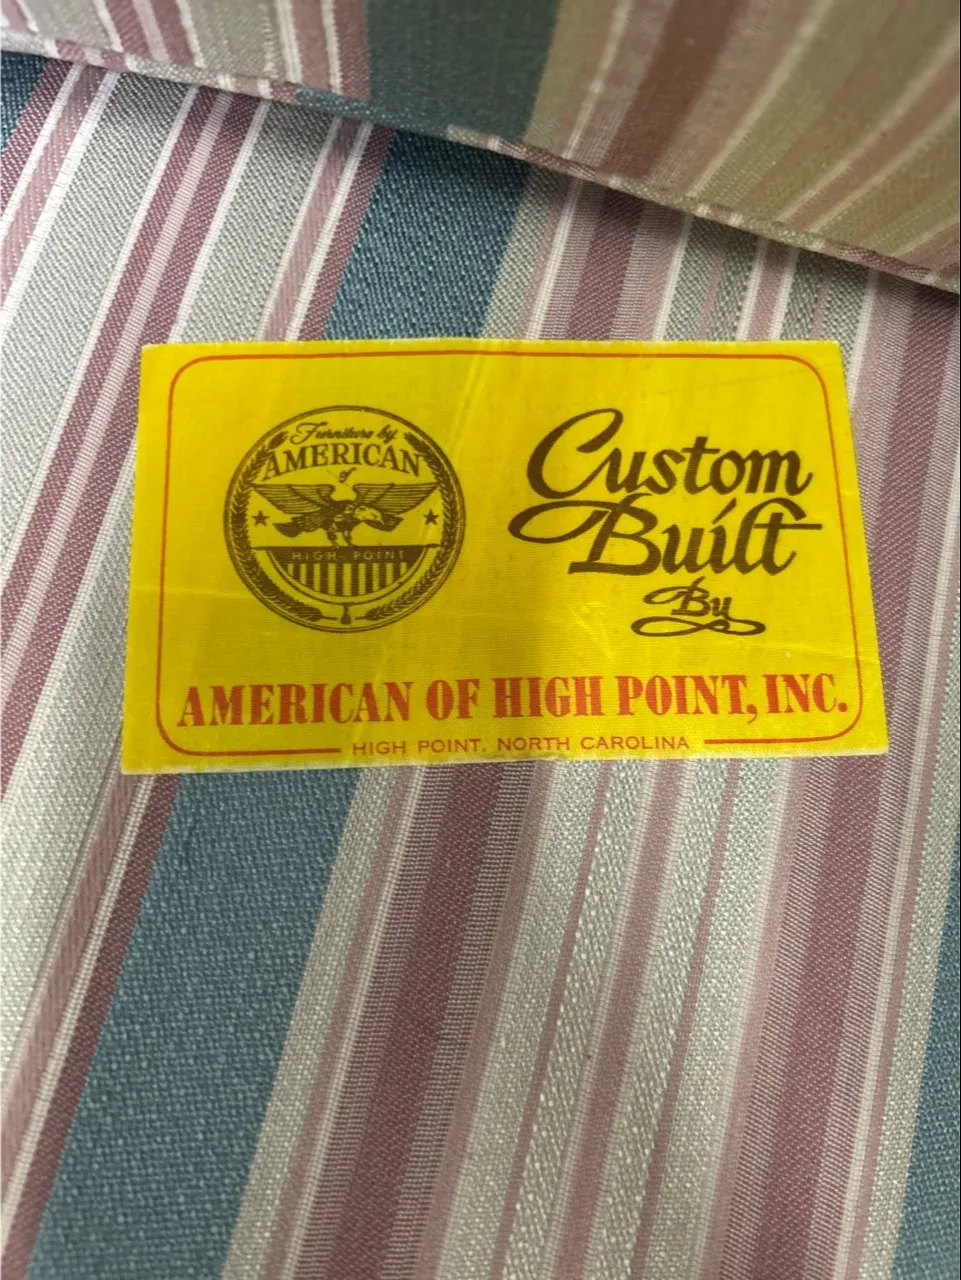 Furniture by
AMERICAN
of
HIGH POINT
Custom
Built
By
AMERICAN OF HIGH POINT, INC.
HIGH POINT, NORTH CAROLINA